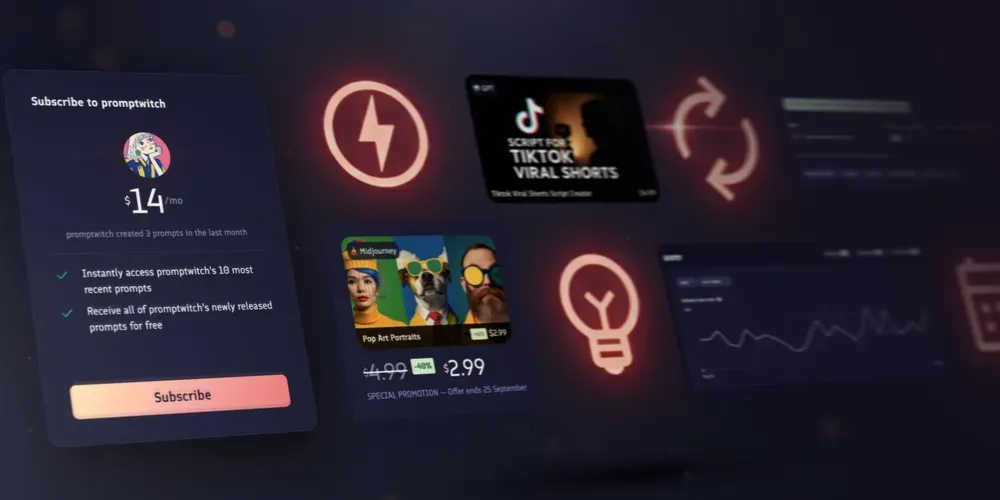 Subscribe to promptwitch
$14/mo
promptwitch created 3 prompts in the last month
Instantly access promptwitch's 10 most
recent prompts
Receive all of promptwitch's newly released
prompts for free
Subscribe
GPT
SCRIPT FOR
TIKTOK
VIRAL SHORTS
Tiktok Viral Shorts Script Creator
Midjourney
Pop Art Portraits
-40% $2.99
$4.99 -40% $2.99
SPECIAL PROMOTION — Offer ends 25 September